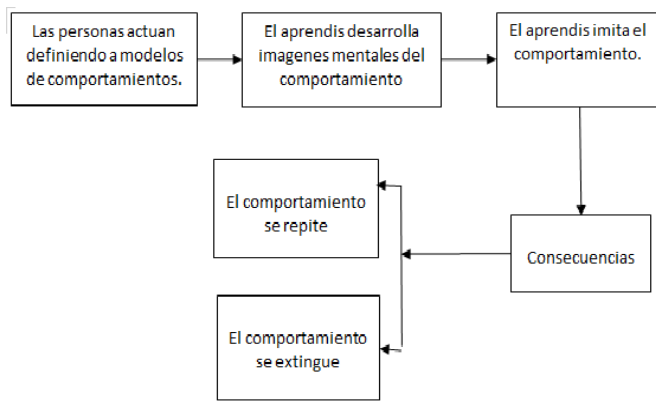 Las personas actuan
definiendo a modelos
de comportamientos.
El aprendis desarrolla
imagenes mentales del
comportamiento
El aprendis imita el
comportamiento.
El comportamiento
se repite
Consecuencias
El comportamiento
se extingue